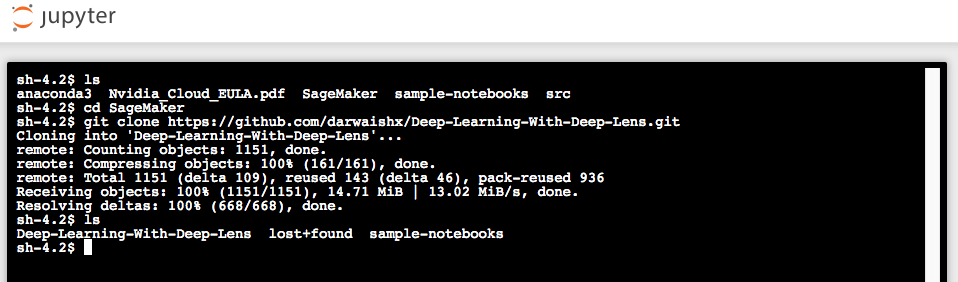 jupyter
sh-4.2$ ls
anaconda3  Nvidia_Cloud_EULA.pdf  SageMaker  sample-notebooks  src
sh-4.2$ cd SageMaker
sh-4.2$ git clone https://github.com/darwaishx/Deep-Learning-With-Deep-Lens.git
Cloning into 'Deep-Learning-With-Deep-Lens'...
remote: Counting objects: 1151, done.
remote: Compressing objects: 100% (161/161), done.
remote: Total 1151 (delta 109), reused 143 (delta 46), pack-reused 936
Receiving objects: 100% (1151/1151), 14.71 MiB | 13.02 MiB/s, done.
Resolving deltas: 100% (668/668), done.
sh-4.2$ ls
Deep-Learning-With-Deep-Lens  lost+found  sample-notebooks
sh-4.2$